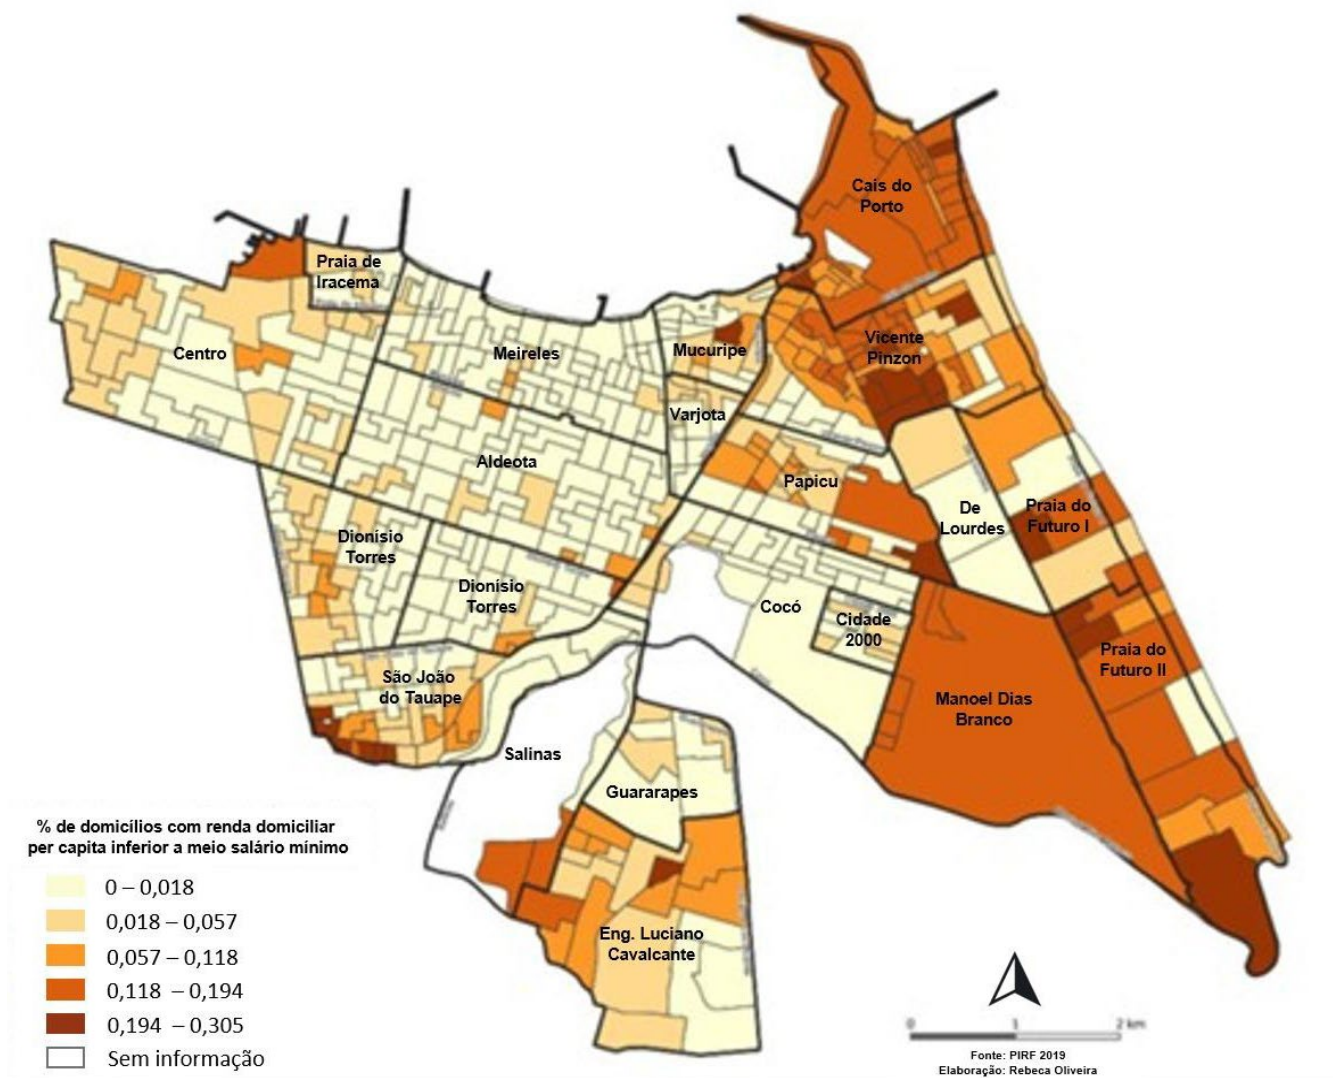 Cais do
Porto
Praia de
Iracema
Centro
Meireles
Mucuripe
Vicente
Pinzon
Varjota
Aldeota
Papicu
De
Lourdes
Praia do
Futuro I
Dionísio
Torres
Dionísio
Torres
Cocó
Cidade
2000
São João
do Tauape
Praia do
Futuro II
Manoel Dias
Branco
Salinas
Guararapes
Eng. Luciano
Cavalcante
% de domicílios com renda domiciliar
per capita inferior a meio salário mínimo
0 – 0,018
0,018 – 0,057
0,057 – 0,118
0,118 – 0,194
0,194 – 0,305
Sem informação
0 1 2 km
Fonte: PIRF 2019
Elaboração: Rebeca Oliveira